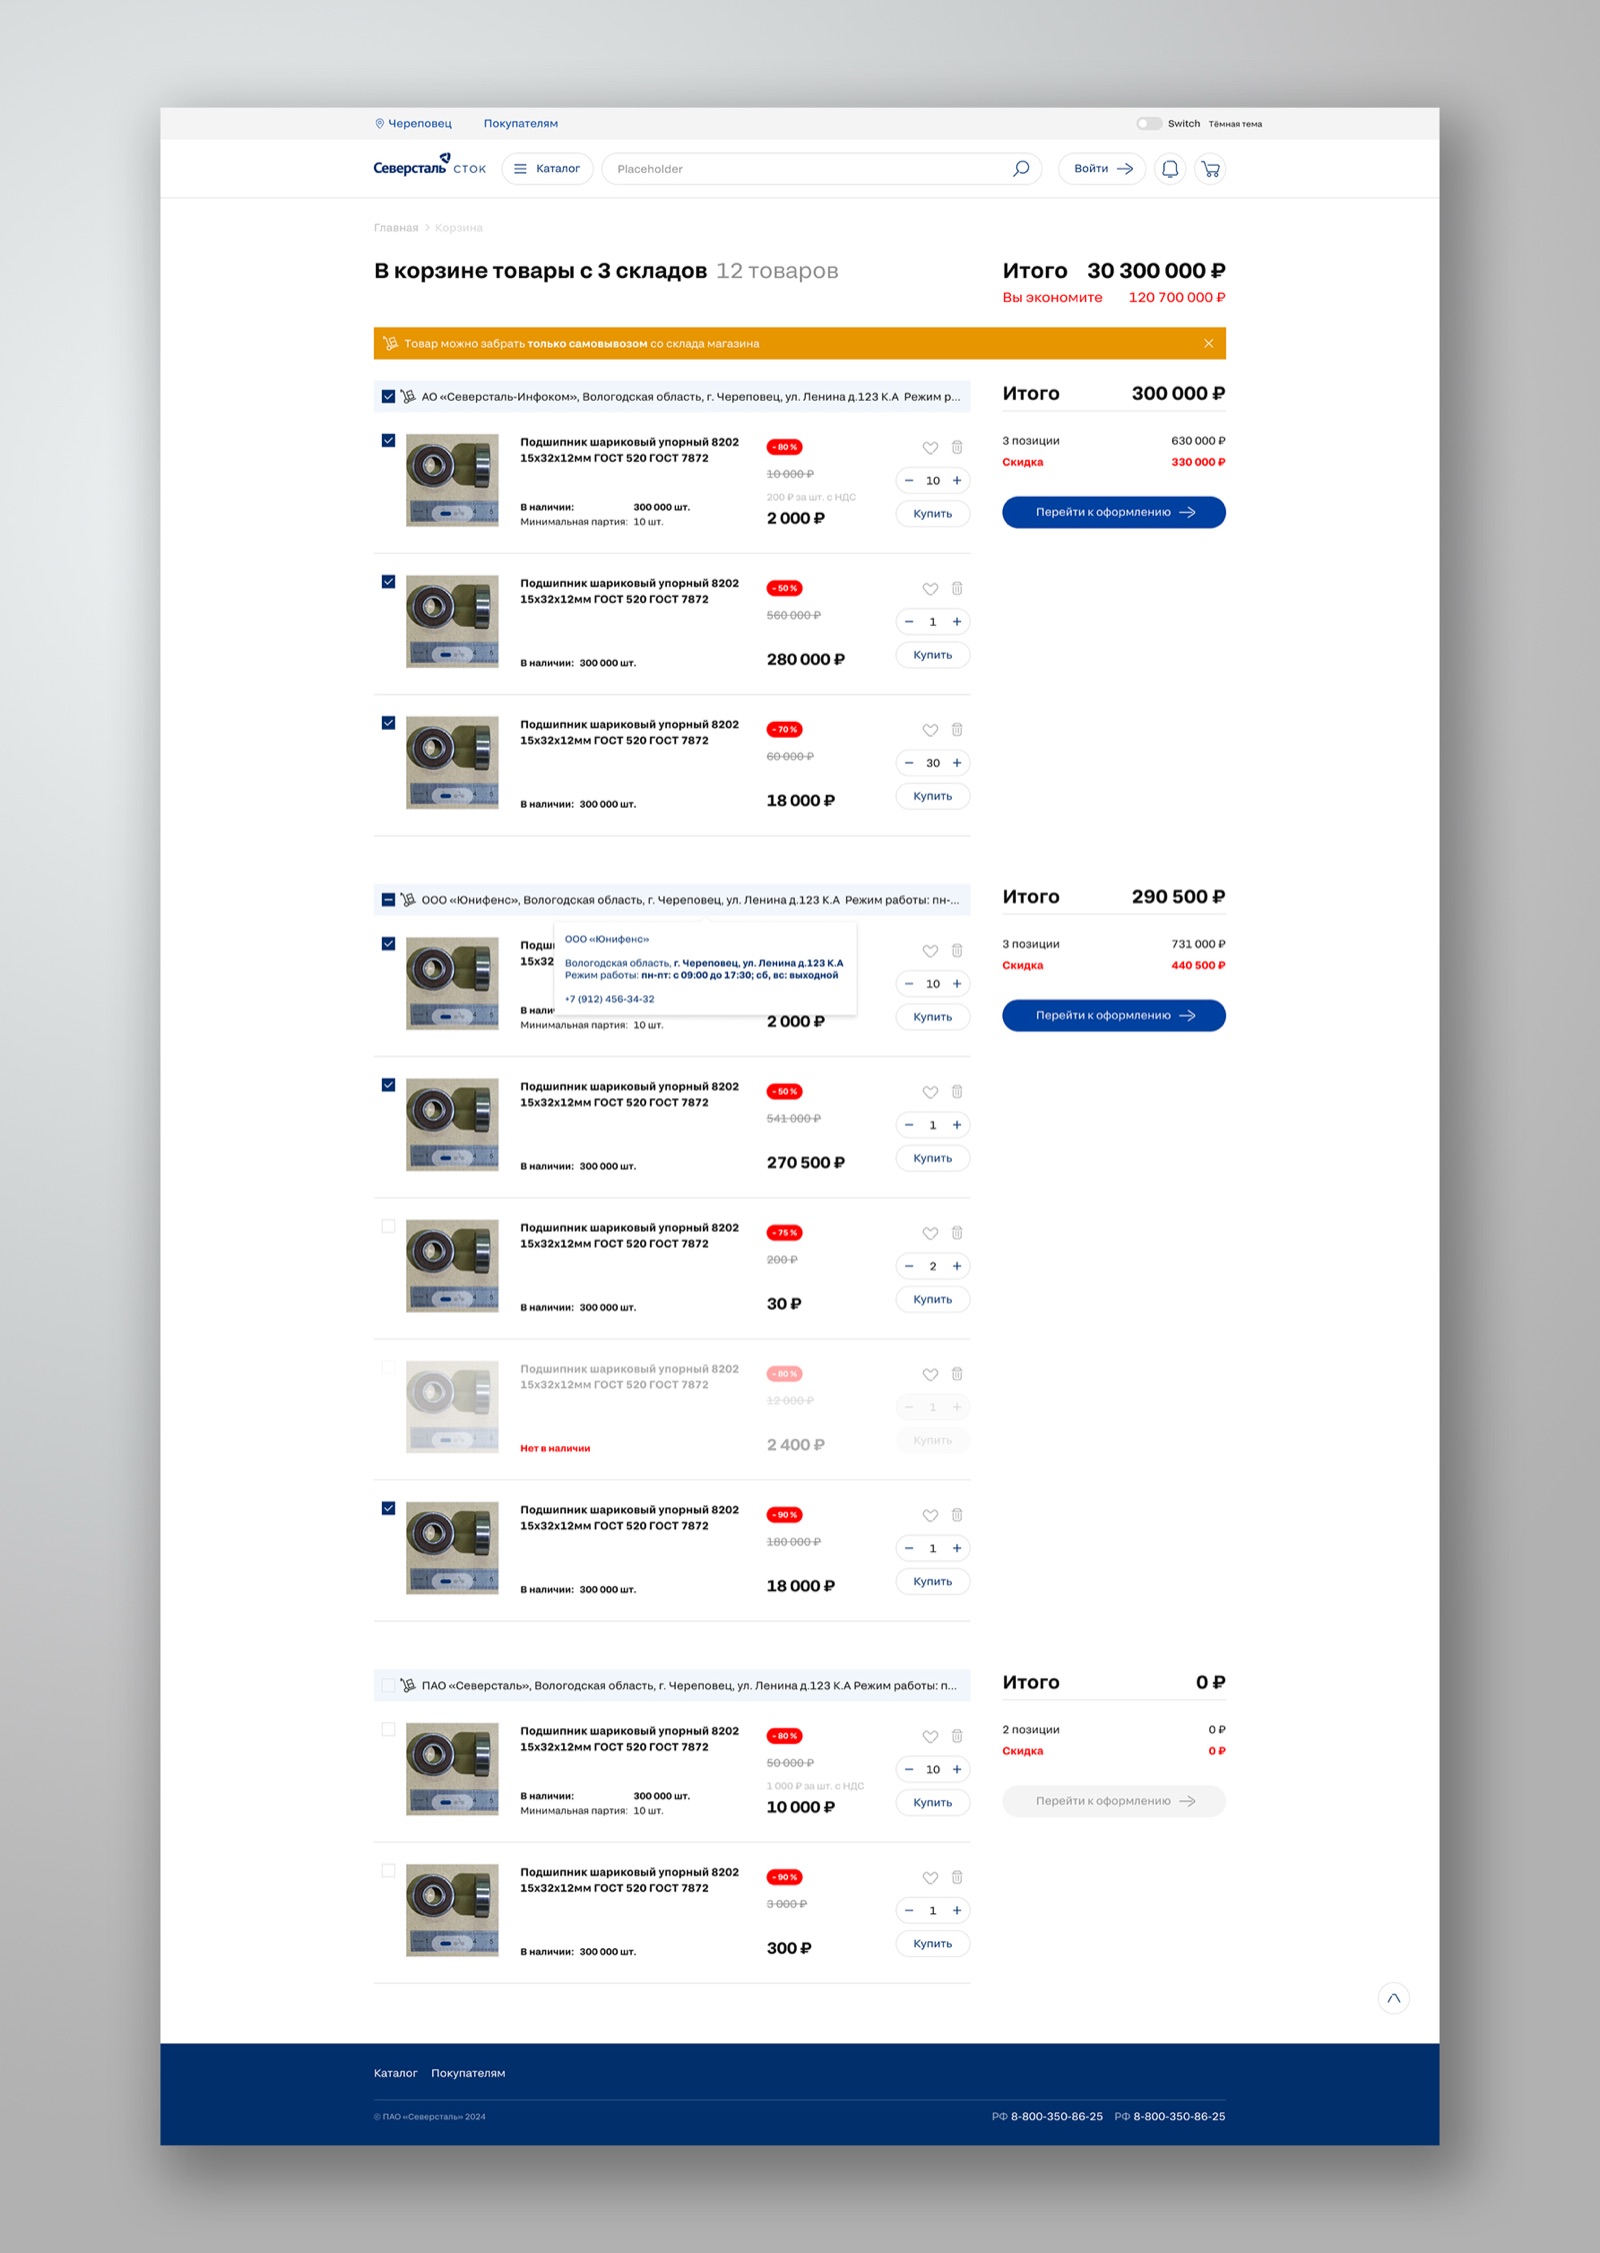 Череповец Покупателям Switch Тёмная тема
Северсталь СТОК Каталог Placeholder Войти
Главная Корзина
В корзине товары с 3 складов 12 товаров Итого 30 300 000 ₽
Вы экономите 120 700 000 ₽
Товар можно забрать только самовывозом со склада магазина
АО «Северсталь-Инфоком», Вологодская область, г. Череповец, ул. Ленина д.123 К.А Режим р...
Подшипник шариковый упорный 8202
15х32х12мм ГОСТ 520 ГОСТ 7872
В наличии: 300 000 шт.
Минимальная партия: 10 шт.
- 80 %
10 000 ₽
200 ₽ за шт. с НДС
2 000 ₽
10
Купить
Итого 300 000 ₽
3 позиции 630 000 ₽
Скидка 330 000 ₽
Перейти к оформлению
Подшипник шариковый упорный 8202
15х32х12мм ГОСТ 520 ГОСТ 7872
В наличии: 300 000 шт.
- 50 %
560 000 ₽
280 000 ₽
1
Купить
Подшипник шариковый упорный 8202
15х32х12мм ГОСТ 520 ГОСТ 7872
В наличии: 300 000 шт.
- 70 %
60 000 ₽
18 000 ₽
30
Купить
ООО «Юнифенс», Вологодская область, г. Череповец, ул. Ленина д.123 К.А Режим работы: пн-...
ООО «Юнифенс»
Вологодская область, г. Череповец, ул. Ленина д.123 К.А
Режим работы: пн-пт: с 09:00 до 17:30; сб, вс: выходной
+7 (912) 456-34-32
Подш
15х32
В нали
Минимальная партия: 10 шт.
2 000 ₽
10
Купить
Итого 290 500 ₽
3 позиции 731 000 ₽
Скидка 440 500 ₽
Перейти к оформлению
Подшипник шариковый упорный 8202
15х32х12мм ГОСТ 520 ГОСТ 7872
В наличии: 300 000 шт.
- 50 %
541 000 ₽
270 500 ₽
1
Купить
Подшипник шариковый упорный 8202
15х32х12мм ГОСТ 520 ГОСТ 7872
В наличии: 300 000 шт.
- 75 %
200 ₽
30 ₽
2
Купить
Подшипник шариковый упорный 8202
15х32х12мм ГОСТ 520 ГОСТ 7872
Нет в наличии
- 80 %
12 000 ₽
2 400 ₽
1
Купить
Подшипник шариковый упорный 8202
15х32х12мм ГОСТ 520 ГОСТ 7872
В наличии: 300 000 шт.
- 90 %
180 000 ₽
18 000 ₽
1
Купить
ПАО «Северсталь», Вологодская область, г. Череповец, ул. Ленина д.123 К.А Режим работы: п...
Подшипник шариковый упорный 8202
15х32х12мм ГОСТ 520 ГОСТ 7872
В наличии: 300 000 шт.
Минимальная партия: 10 шт.
- 80 %
50 000 ₽
1 000 ₽ за шт. с НДС
10 000 ₽
10
Купить
Итого 0 ₽
2 позиции 0 ₽
Скидка 0 ₽
Перейти к оформлению
Подшипник шариковый упорный 8202
15х32х12мм ГОСТ 520 ГОСТ 7872
В наличии: 300 000 шт.
- 90 %
3 000 ₽
300 ₽
1
Купить
Каталог Покупателям
© ПАО «Северсталь» 2024 РФ 8-800-350-86-25 РФ 8-800-350-86-25